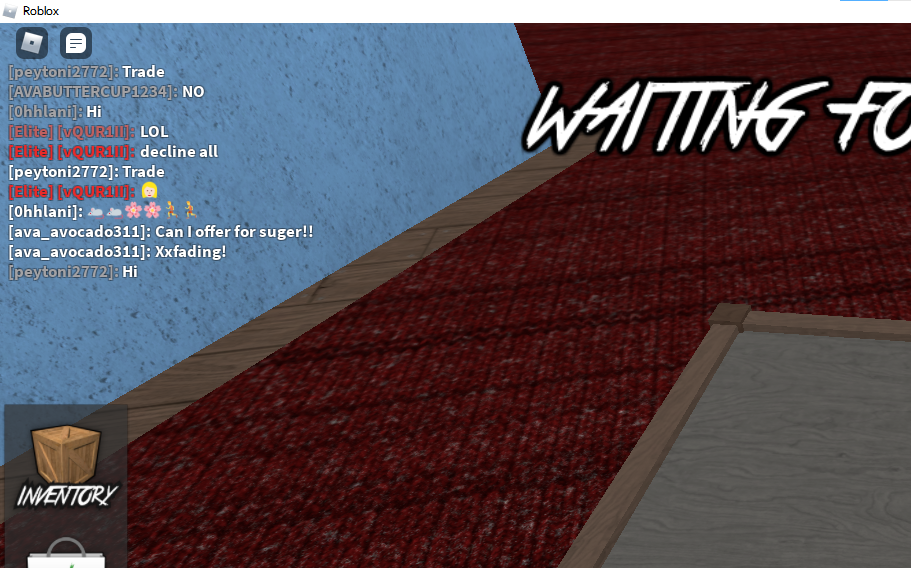 Roblox
[peytoni2772]: Trade
[AVABUTTERCUP1234]: NO
[0hhlani]: Hi
[Elite] [vQUR1II]: LOL
[Elite] [vQUR1II]: decline all
[peytoni2772]: Trade
[Elite] [vQUR1II]: 👱‍♀️
[0hhlani]: 🐁🐁🌸🌸🏃🏃
[ava_avocado311]: Can I offer for suger!!
[ava_avocado311]: Xxfading!
[peytoni2772]: Hi
WAITING FO
INVENTORY